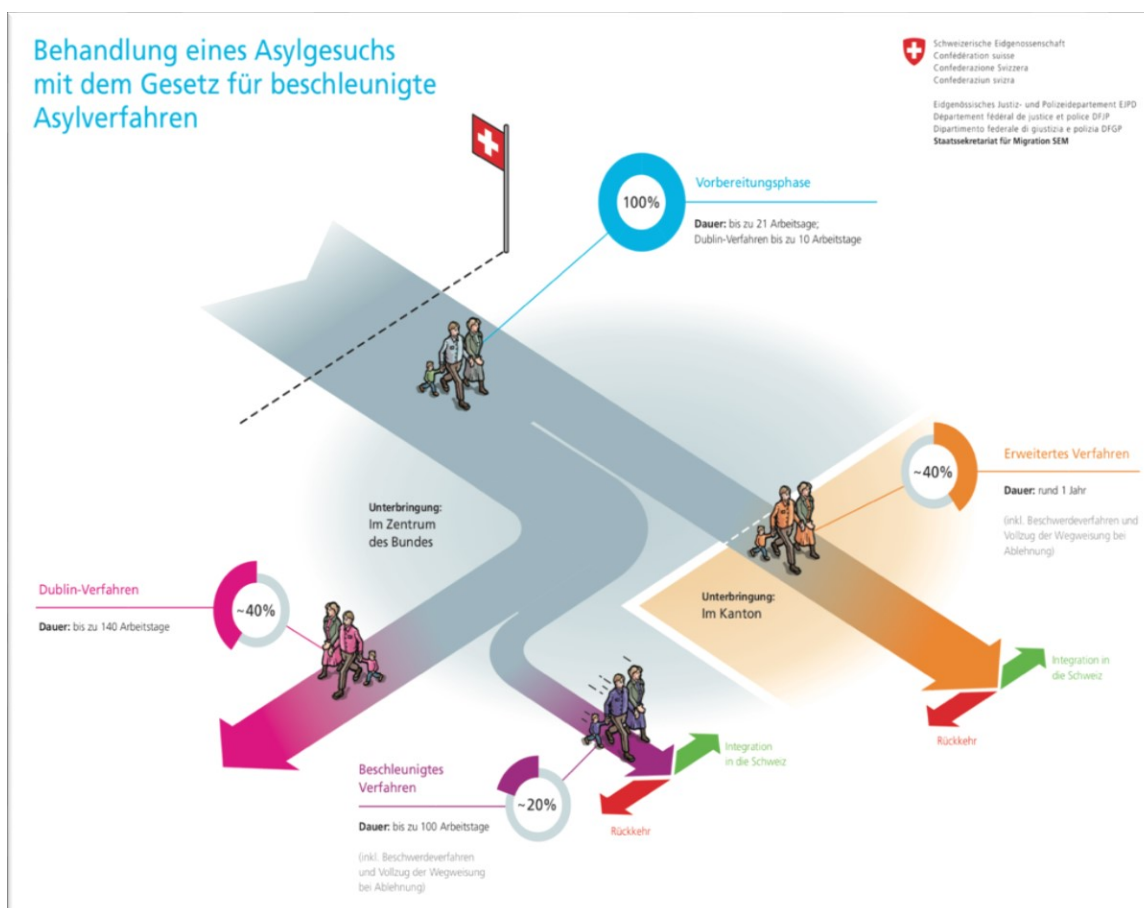 Behandlung eines Asylgesuchs
mit dem Gesetz für beschleunigte
Asylverfahren
Schweizerische Eidgenossenschaft
Confédération suisse
Confederazione Svizzera
Confederaziun svizra
Eidgenössisches Justiz- und Polizeidepartement EJPD
Département fédéral de justice et police DFJP
Dipartimento federale di giustizia e polizia DFGP
Staatssekretariat für Migration SEM
100%
Vorbereitungsphase
Dauer: bis zu 21 Arbeitsage;
Dublin-Verfahren bis zu 10 Arbeitstage
~40%
Erweitertes Verfahren
Dauer: rund 1 Jahr
(inkl. Beschwerdeverfahren und
Vollzug der Wegweisung bei
Ablehnung)
Unterbringung:
Im Zentrum
des Bundes
Dublin-Verfahren
Dauer: bis zu 140 Arbeitstage
~40%
Unterbringung:
Im Kanton
Integration in
die Schweiz
Rückkehr
Beschleunigtes
Verfahren
Dauer: bis zu 100 Arbeitstage
(inkl. Beschwerdeverfahren
und Vollzug der Wegweisung
bei Ablehnung)
~20%
Integration
in die Schweiz
Rückkehr